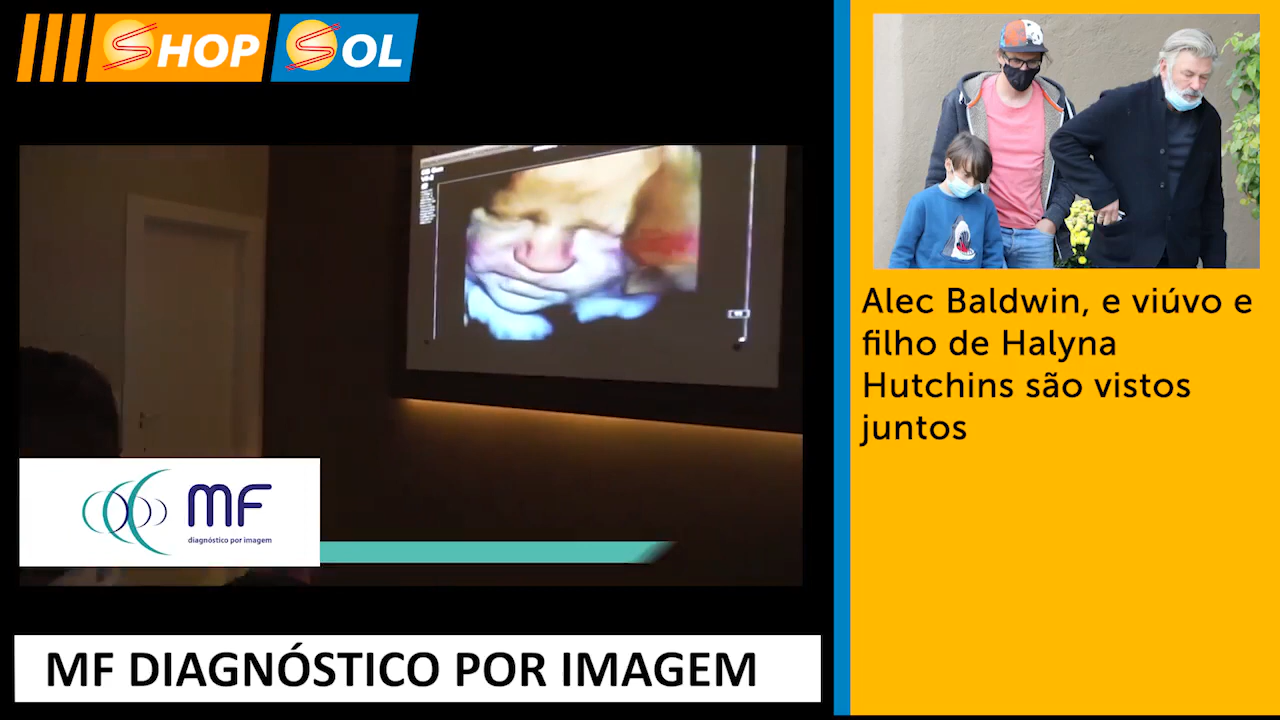 SHOP SOL
MF
diagnóstico por imagem
MF DIAGNÓSTICO POR IMAGEM
Alec Baldwin, e viúvo e
filho de Halyna
Hutchins são vistos
juntos